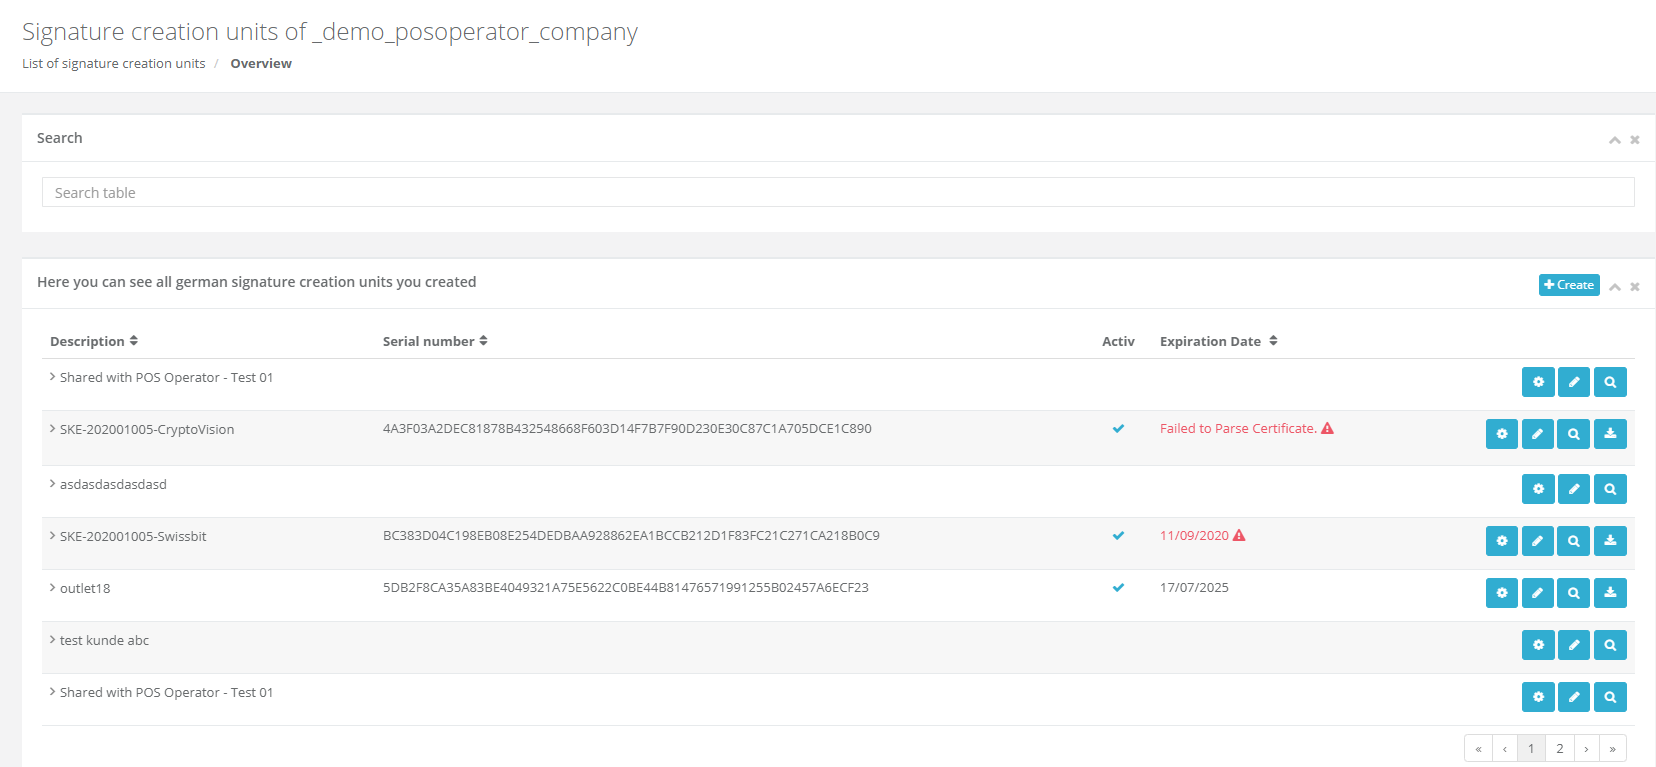 Signature creation units of _demo_posoperator_company
List of signature creation units / Overview
Search
Search table
Here you can see all german signature creation units you created
Create
Description Serial number Activ Expiration Date
Shared with POS Operator - Test 01
SKE-202001005-CryptoVision 4A3F03A2DEC81878B432548668F603D14F7B7F90D230E30C87C1A705DCE1C890 Failed to Parse Certificate.
asdasdasdasdasd
SKE-202001005-Swissbit BC383D04C198EB08E254DEDBAA928862EA1BCCB212D1F83FC21C271CA218B0C9 11/09/2020
outlet18 5DB2F8CA35A83BE4049321A75E5622C0BE44B81476571991255B02457A6ECF23 17/07/2025
test kunde abc
Shared with POS Operator - Test 01
« ‹ 1 2 › »